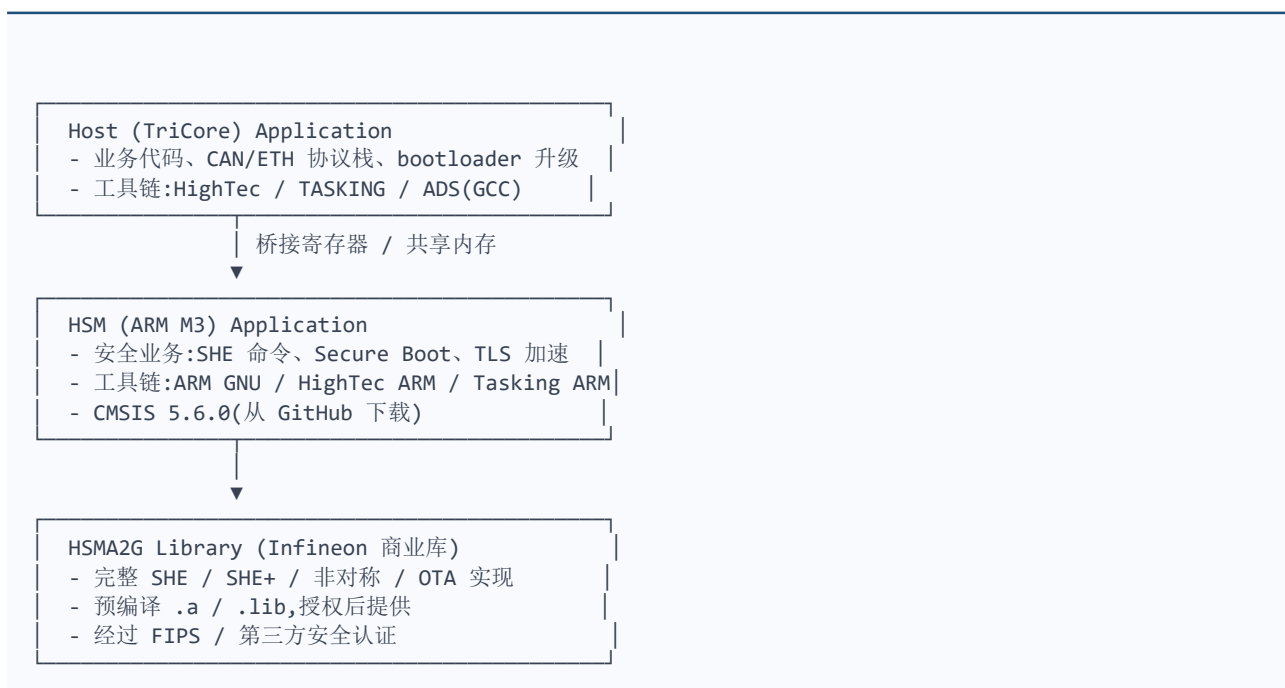 Host (TriCore) Application
- 业务代码、CAN/ETH 协议栈、bootloader 升级
- 工具链:HighTec / TASKING / ADS(GCC)
桥接寄存器 / 共享内存
HSM (ARM M3) Application
- 安全业务:SHE 命令、Secure Boot、TLS 加速
- 工具链:ARM GNU / HighTec ARM / Tasking ARM
- CMSIS 5.6.0(从 GitHub 下载)
HSMA2G Library (Infineon 商业库)
- 完整 SHE / SHE+ / 非对称 / OTA 实现
- 预编译 .a / .lib,授权后提供
- 经过 FIPS / 第三方安全认证